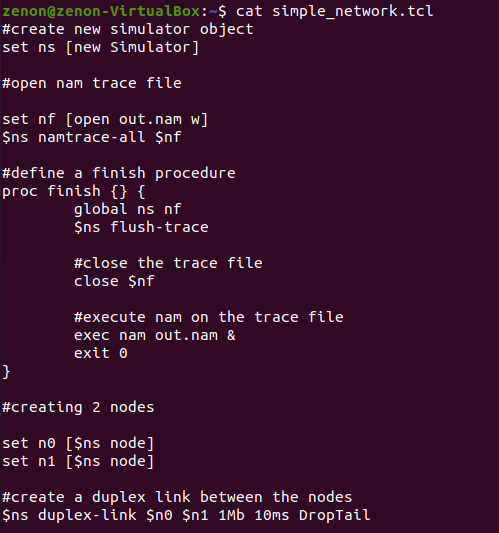 zenon@zenon-VirtualBox:~$ cat simple_network.tcl
#create new simulator object
set ns [new Simulator]

#open nam trace file

set nf [open out.nam w]
$ns namtrace-all $nf

#define a finish procedure
proc finish {} {
        global ns nf
        $ns flush-trace

        #close the trace file
        close $nf

        #execute nam on the trace file
        exec nam out.nam &
        exit 0
}

#creating 2 nodes

set n0 [$ns node]
set n1 [$ns node]

#create a duplex link between the nodes
$ns duplex-link $n0 $n1 1Mb 10ms DropTail